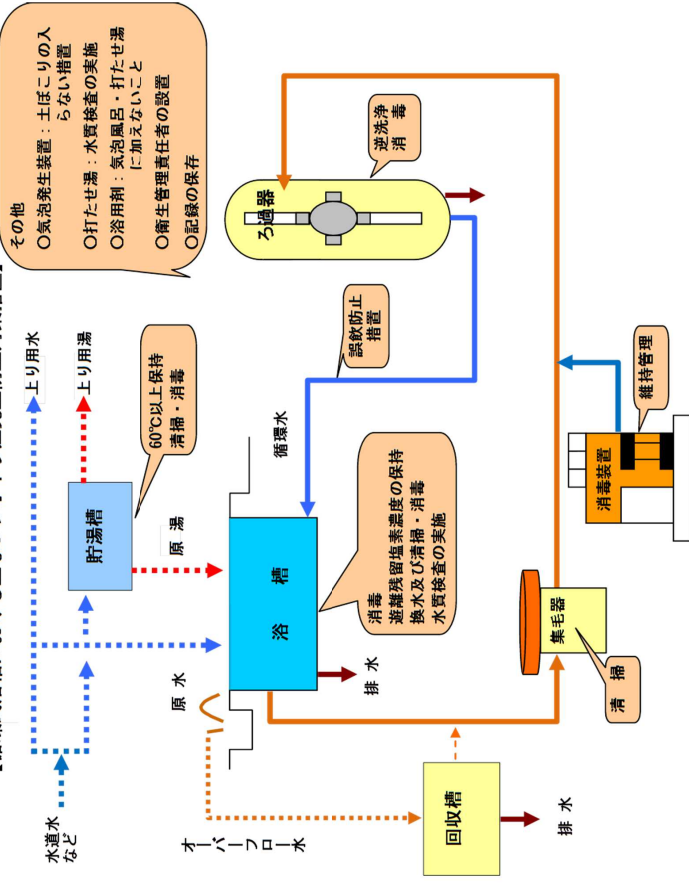 その他
〇気泡発生装置：土ぼこりの入
らない措置
〇打たせ湯：水質検査の実施
〇浴用剤：気泡風呂・打たせ湯
に加えないこと
〇衛生管理責任者の設置
〇記録の保存
上り用水
上り用湯
水道水
など
貯湯槽
60℃以上保持
清掃・消毒
原　湯
原　水
オーバーフロー水
浴　　槽
循環水
消毒
遊離残留塩素濃度の保持
換水及び清掃・消毒
水質検査の実施
誤飲防止
措置
ろ過器
逆洗浄
消　毒
排　水
回収槽
排　水
集毛器
清　掃
消毒装置
維持管理